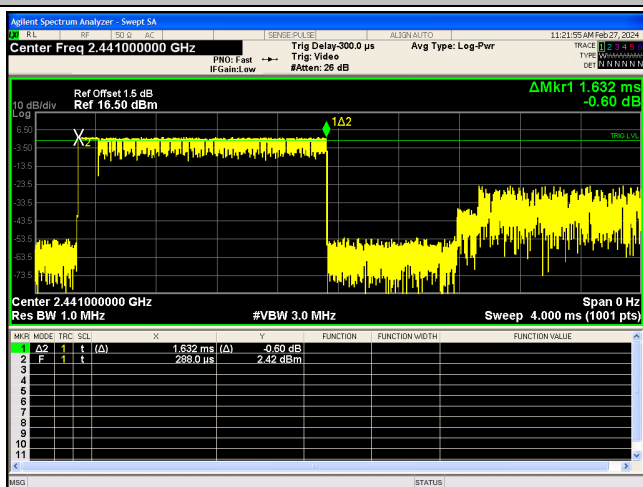 Agilent Spectrum Analyzer - Swept SA
LXI RL RF 50 Ω AC SENSE:PULSE ALIGN AUTO 11:21:55 AM Feb 27, 2024
Center Freq 2.441000000 GHz
PNO: Fast
IFGain:Low
Trig Delay-300.0 µs
Trig: Video
#Atten: 26 dB
Avg Type: Log-Pwr
TRACE 1 2 3 4 5 6
TYPE
DET N N N N N N
Ref Offset 1.5 dB
10 dB/div Ref 16.50 dBm
Log
ΔMkr1 1.632 ms
-0.60 dB
6.50
-3.50
-13.5
-23.5
-33.5
-43.5
-53.5
-63.5
-73.5
1Δ2
2
TRIG LVL
Center 2.441000000 GHz Span 0 Hz
Res BW 1.0 MHz #VBW 3.0 MHz Sweep 4.000 ms (1001 pts)
MKR MODE TRC SCL X Y FUNCTION FUNCTION WIDTH FUNCTION VALUE
1 Δ2 1 t (Δ) 1.632 ms (Δ) -0.60 dB
2 F 1 t 288.0 µs 2.42 dBm
3
4
5
6
7
8
9
10
11
MSG STATUS